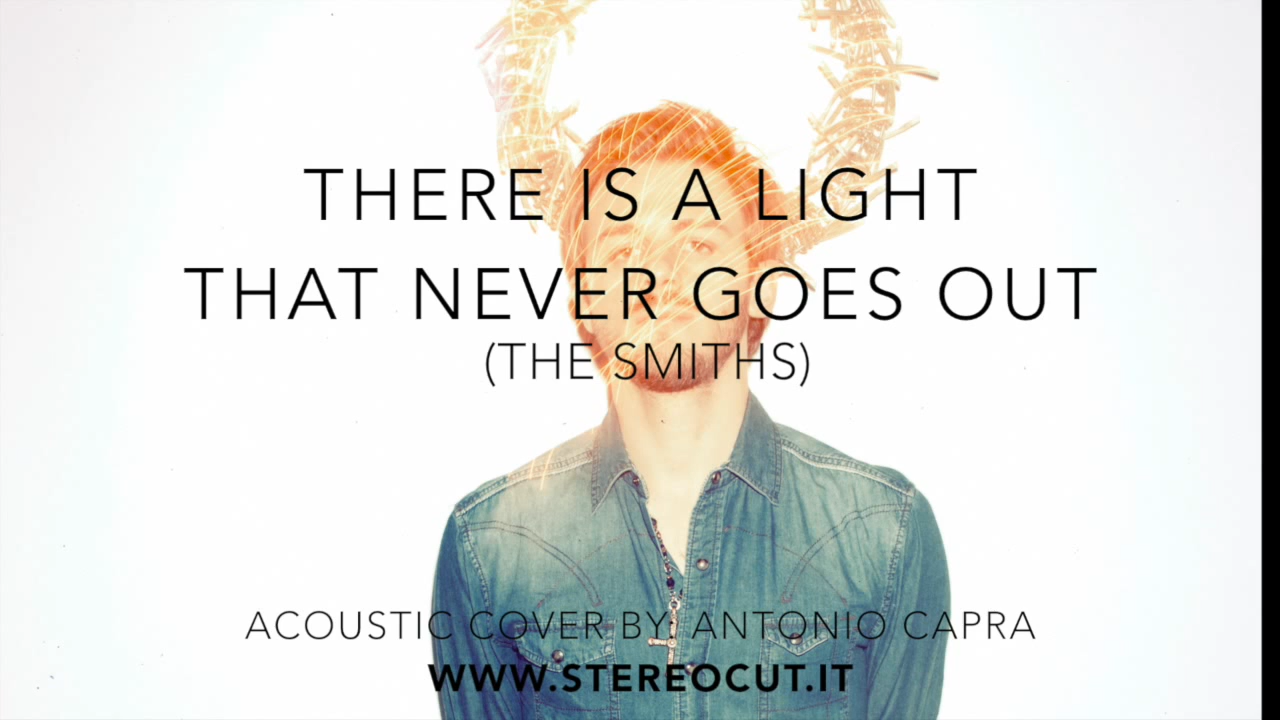 THERE IS A LIGHT
THAT NEVER GOES OUT
(THE SMITHS)
ACOUSTIC COVER BY: ANTONIO CAPRA
WWW.STEREOCUT.IT